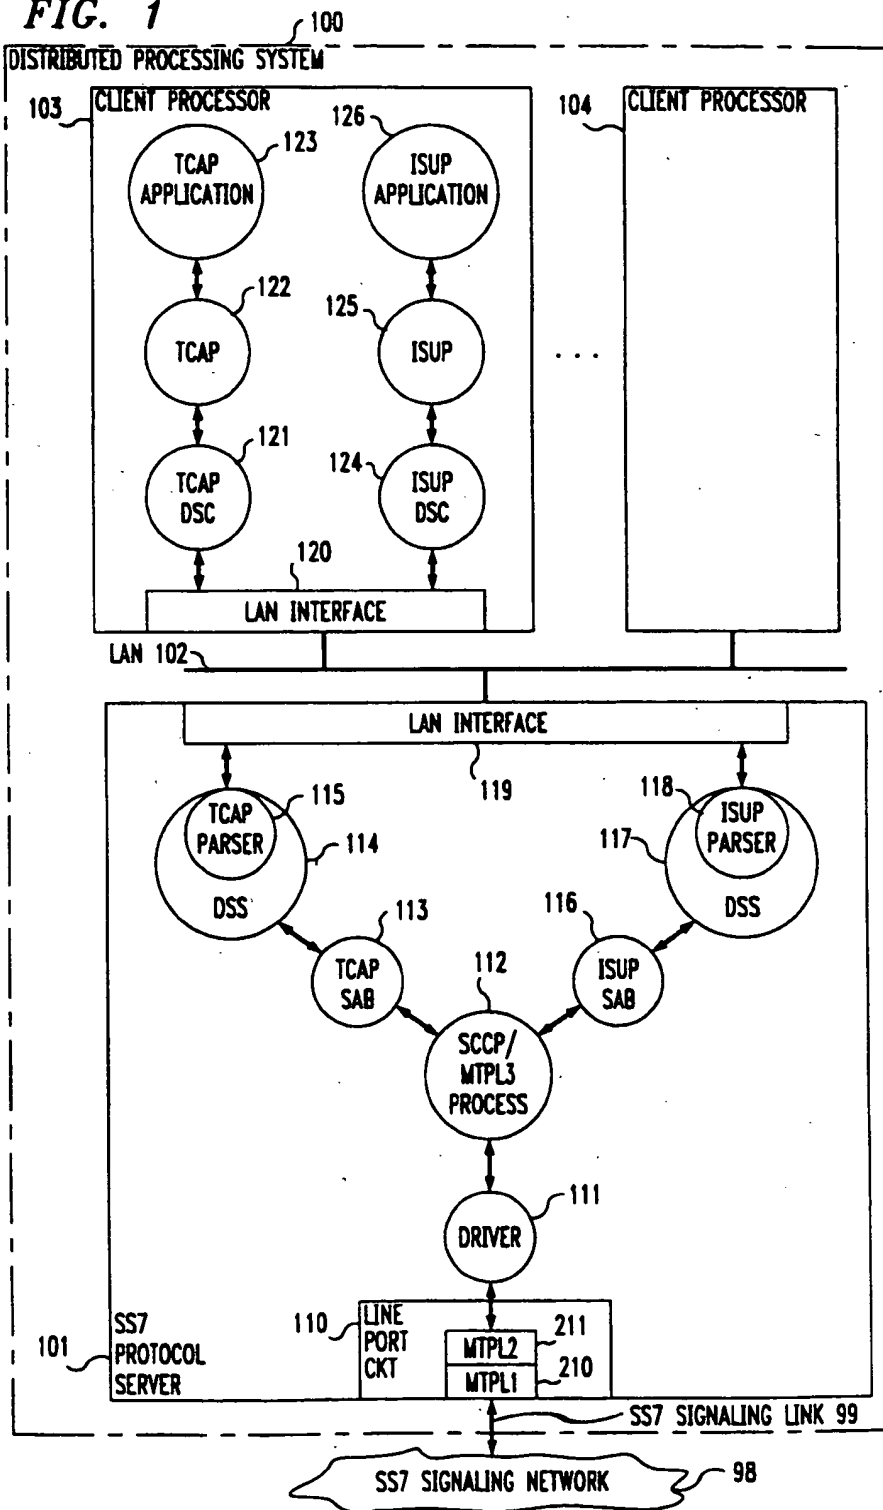 FIG. 1
100
DISTRIBUTED PROCESSING SYSTEM
103
CLIENT PROCESSOR
104
CLIENT PROCESSOR
123
TCAP
APPLICATION
126
ISUP
APPLICATION
122
TCAP
125
ISUP
. . .
121
TCAP
DSC
124
ISUP
DSC
120
LAN INTERFACE
LAN 102
LAN INTERFACE
119
TCAP
PARSER
115
114
DSS
118
ISUP
PARSER
117
DSS
113
TCAP
SAB
116
ISUP
SAB
112
SCCP/
MTPL3
PROCESS
111
DRIVER
110
LINE
PORT
CKT
MTPL2
211
MTPL1
210
101
SS7
PROTOCOL
SERVER
SS7 SIGNALING LINK 99
SS7 SIGNALING NETWORK
98